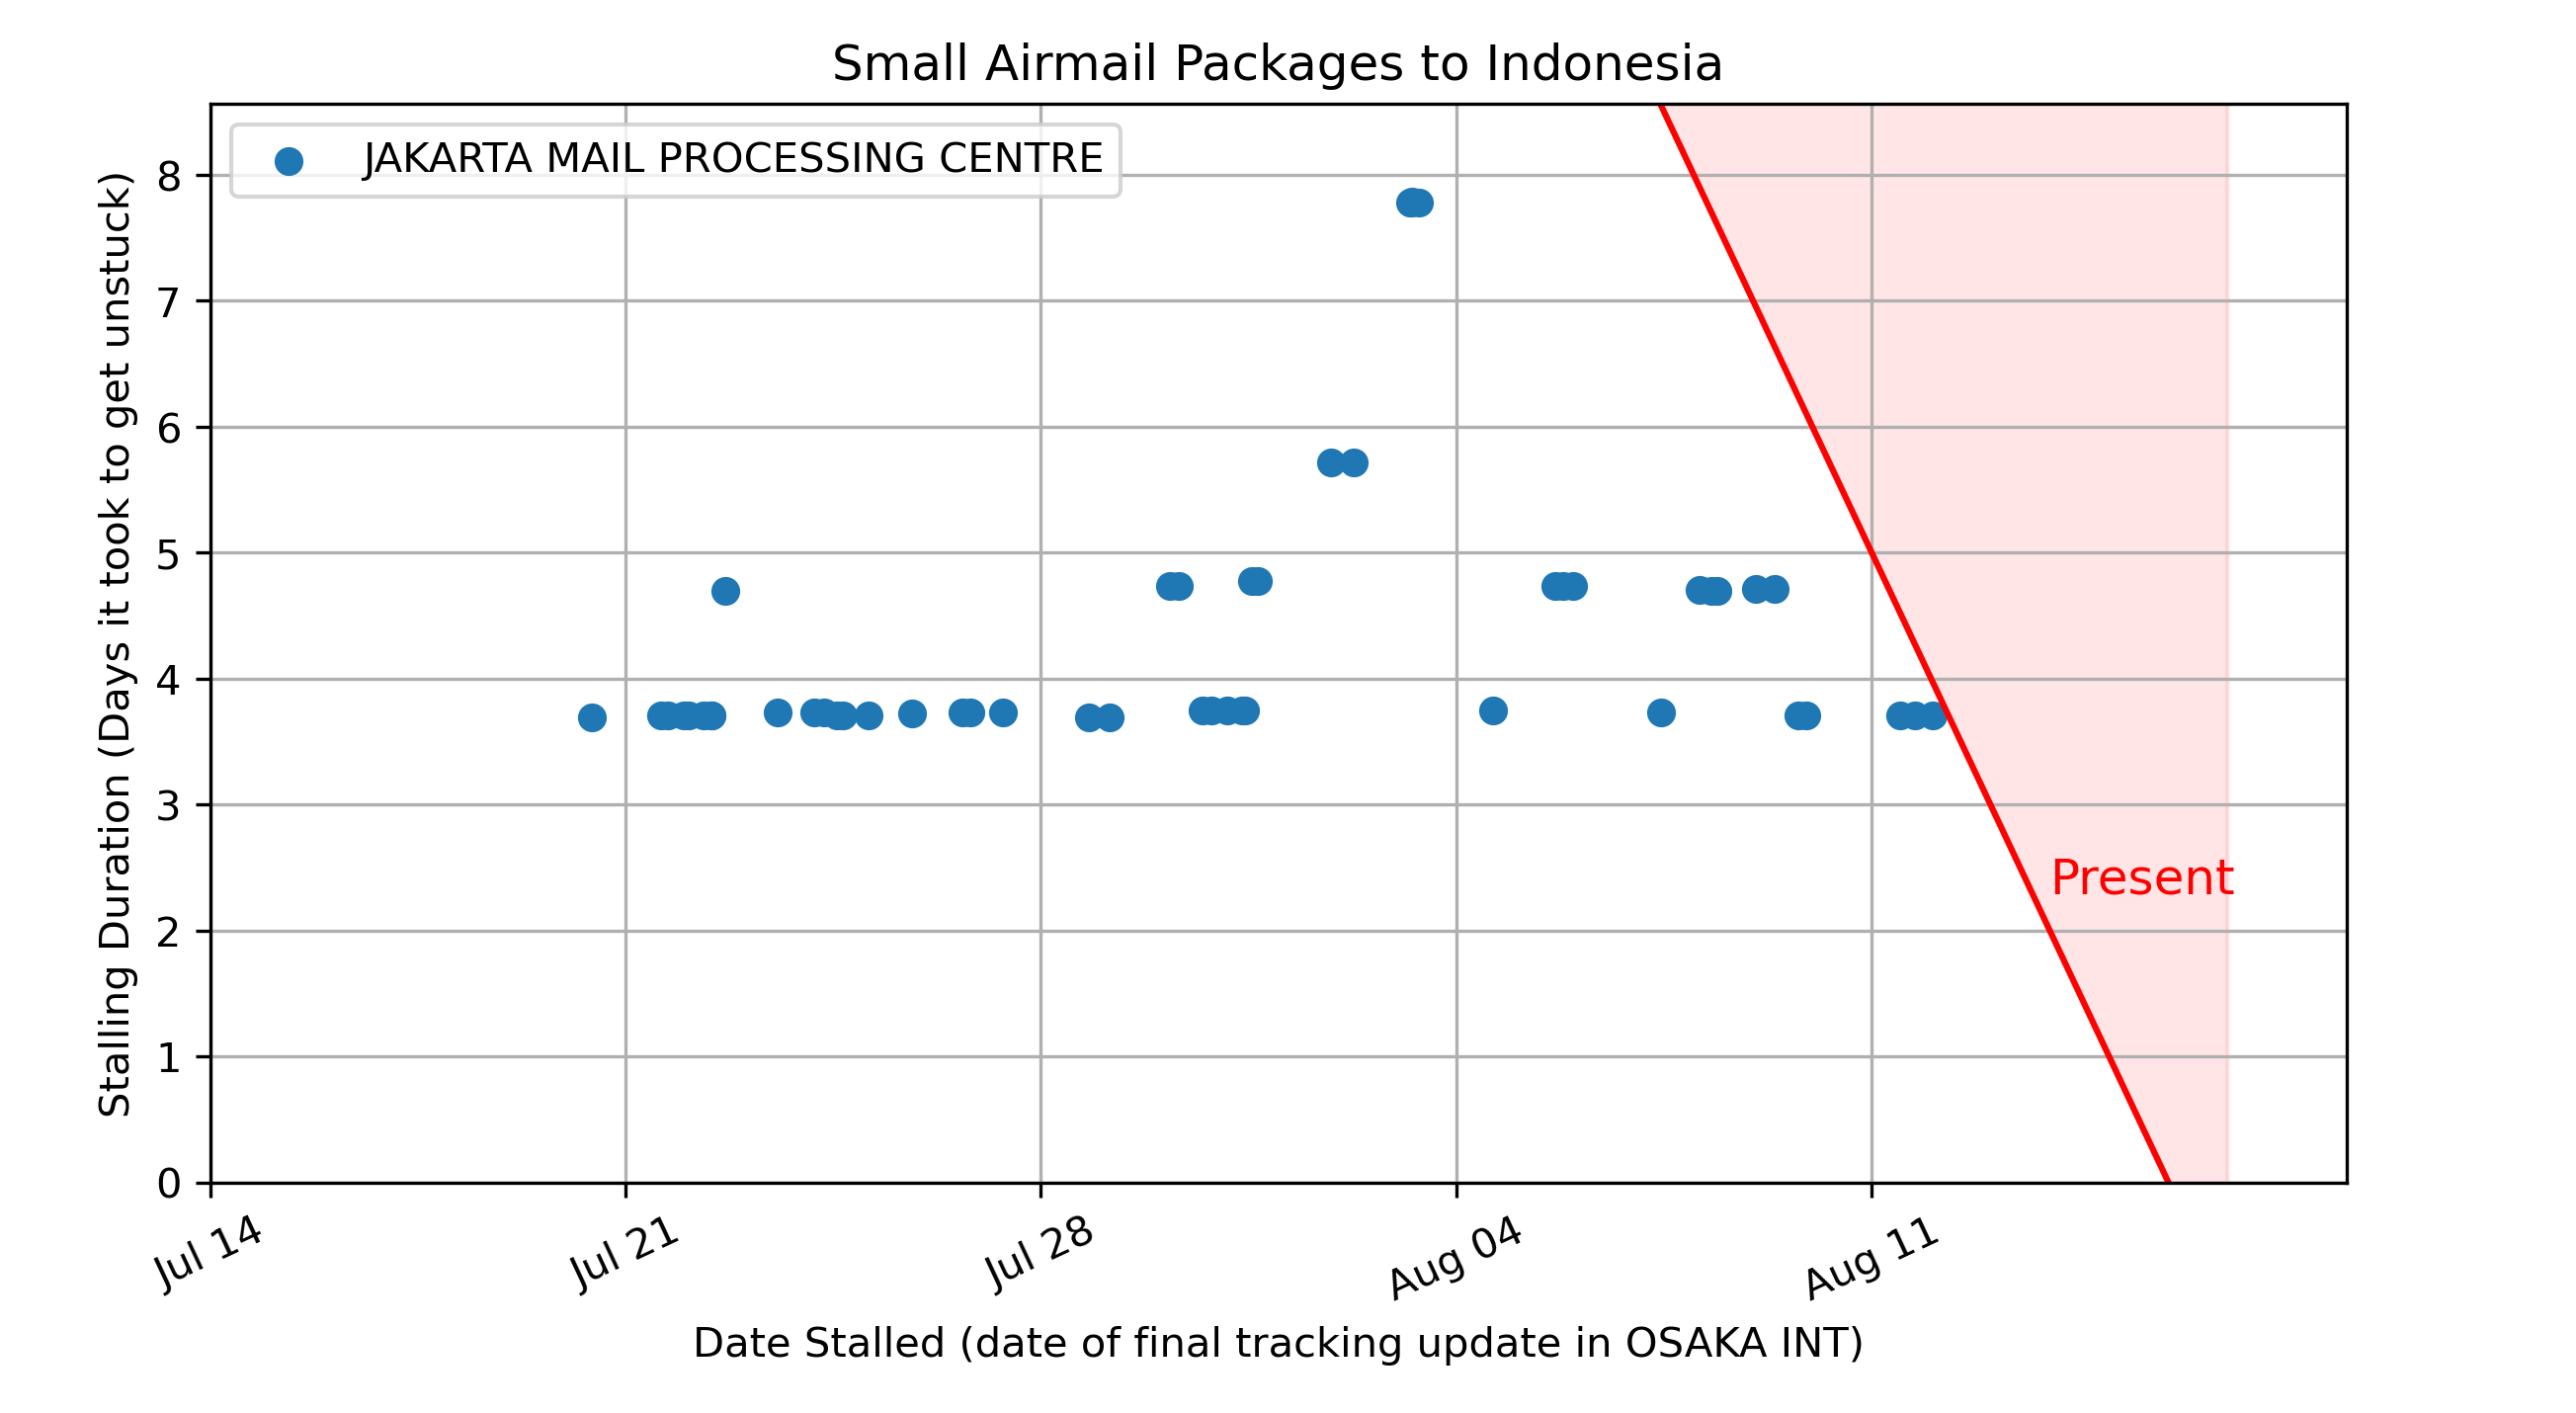 Small Airmail Packages to Indonesia
JAKARTA MAIL PROCESSING CENTRE
Stalling Duration (Days it took to get unstuck)
8
7
6
5
4
3
2
1
0
Present
Jul 14
Jul 21
Jul 28
Aug 04
Aug 11
Date Stalled (date of final tracking update in OSAKA INT)